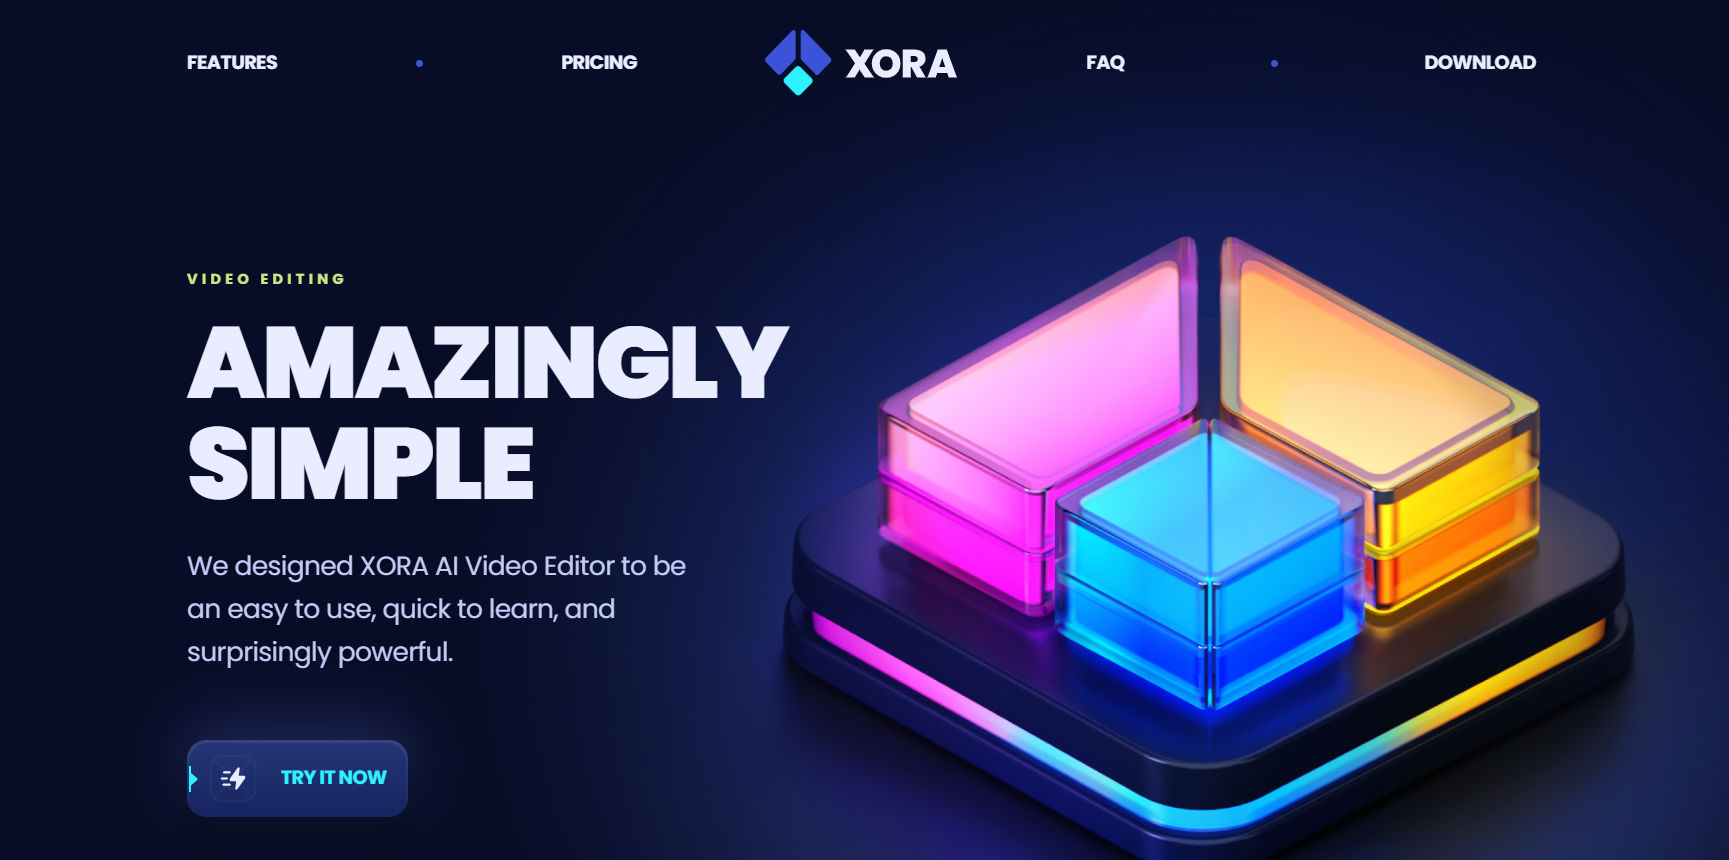 FEATURES
PRICING
XORA
FAQ
DOWNLOAD
VIDEO EDITING
AMAZINGLY
SIMPLE
We designed XORA AI Video Editor to be
an easy to use, quick to learn, and
surprisingly powerful.
TRY IT NOW